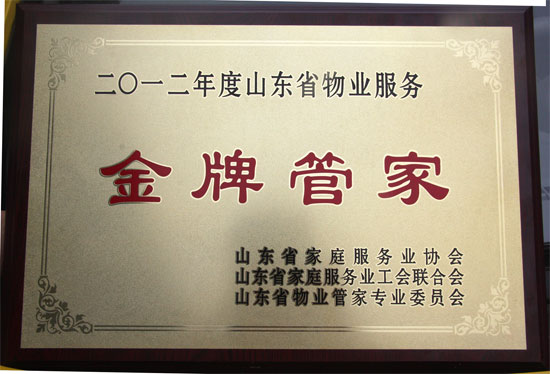 二〇一二年度山东省物业服务
金牌管家
山东省家庭服务业协会
山东省家庭服务业工会联合会
山东省物业管家专业委员会